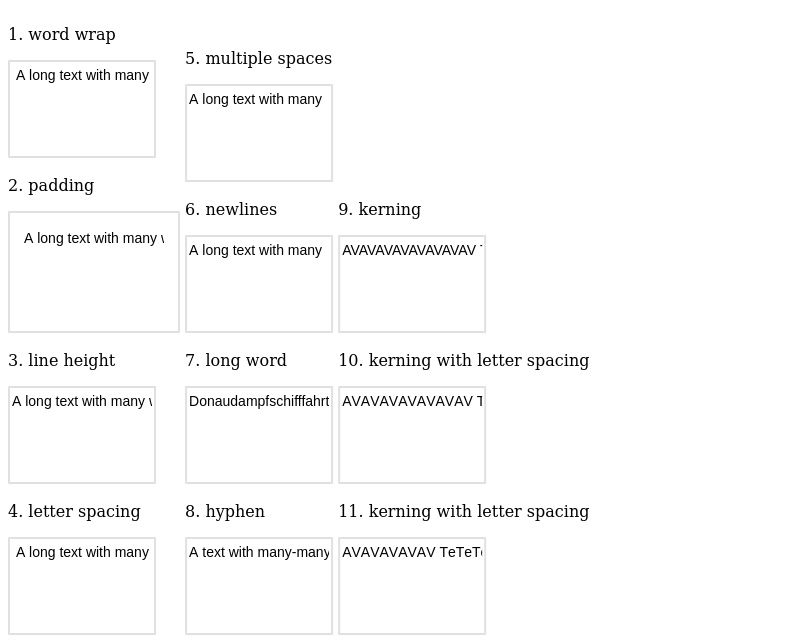 1. word wrap
A long text with many
2. padding
A long text with many
3. line height
A long text with many
4. letter spacing
A long text with many
5. multiple spaces
A long text with many
6. newlines
A long text with many
7. long word
Donaudampfschifffahrt
8. hyphen
A text with many-many
9. kerning
AVAVAVAVAVAVAVAV
10. kerning with letter spacing
AVAVAVAVAVAVAV T
11. kerning with letter spacing
AVAVAVAVAV TeTeTe